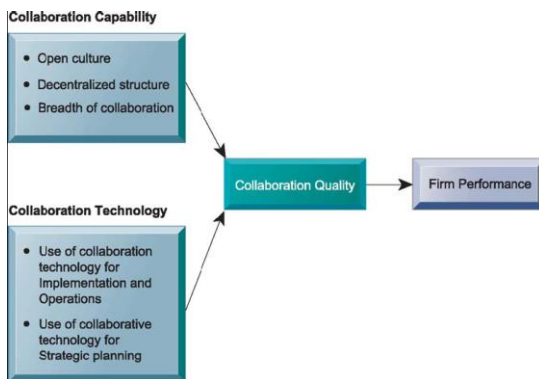 Collaboration Capability
• Open culture
• Decentralized structure
• Breadth of collaboration
Collaboration Quality
Firm Performance
Collaboration Technology
• Use of collaboration
technology for
Implementation and
Operations
• Use of collaborative
technology for
Strategic planning